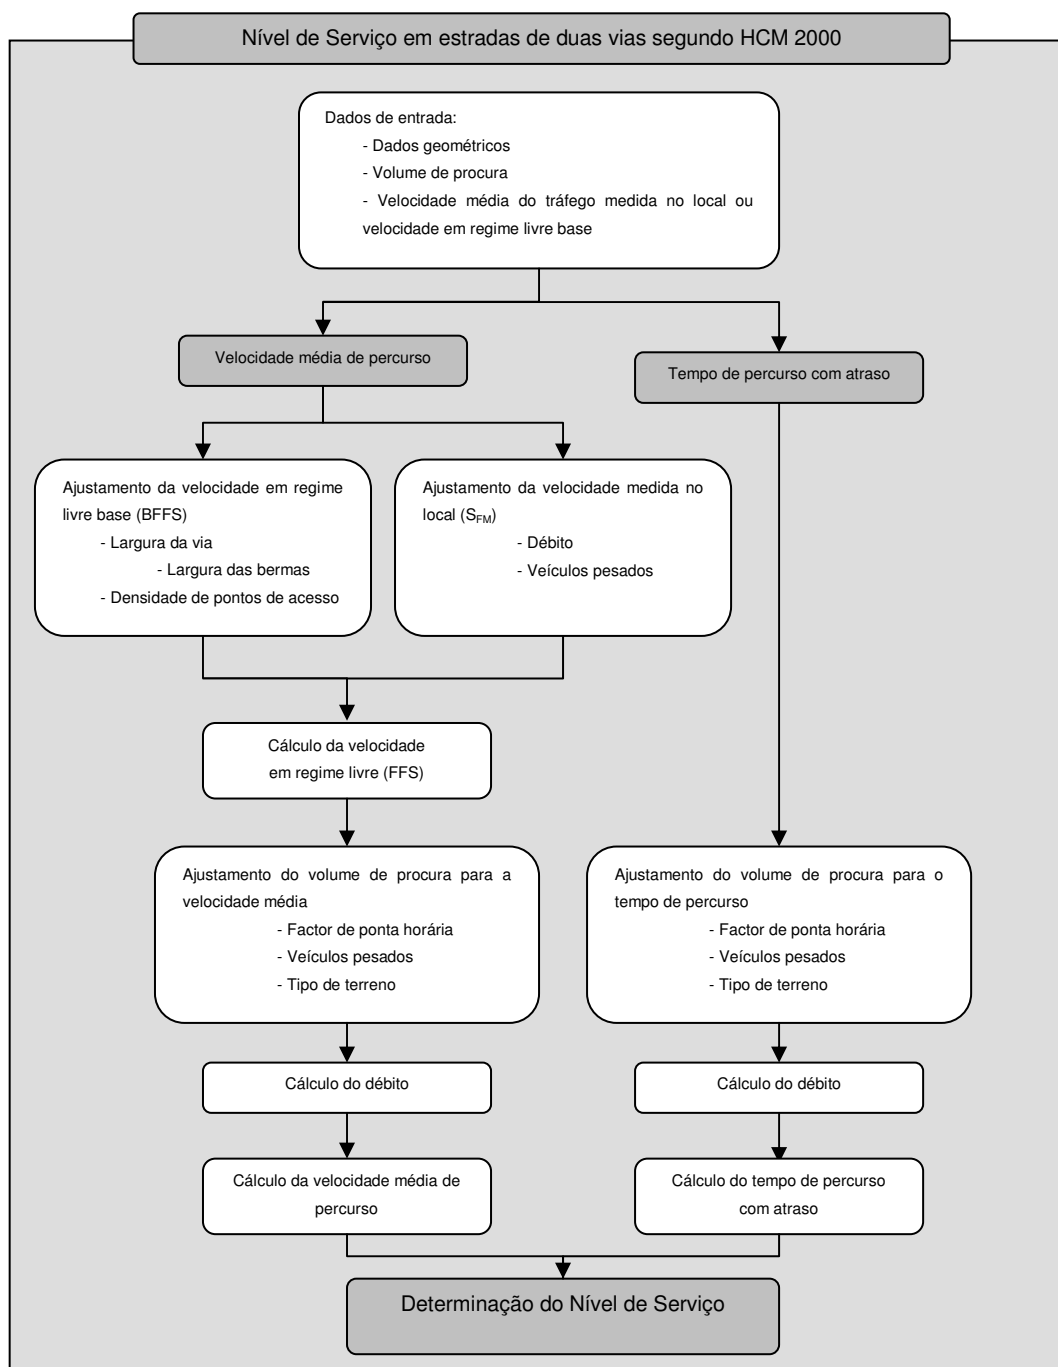 Nível de Serviço em estradas de duas vias segundo HCM 2000
Dados de entrada:
- Dados geométricos
- Volume de procura
- Velocidade média do tráfego medida no local ou
velocidade em regime livre base
Velocidade média de percurso
Tempo de percurso com atraso
Ajustamento da velocidade em regime
livre base (BFFS)
- Largura da via
- Largura das bermas
- Densidade de pontos de acesso
Ajustamento da velocidade medida no
local (SFM)
- Débito
- Veículos pesados
Cálculo da velocidade
em regime livre (FFS)
Ajustamento do volume de procura para a
velocidade média
- Factor de ponta horária
- Veículos pesados
- Tipo de terreno
Ajustamento do volume de procura para o
tempo de percurso
- Factor de ponta horária
- Veículos pesados
- Tipo de terreno
Cálculo do débito
Cálculo do débito
Cálculo da velocidade média de
percurso
Cálculo do tempo de percurso
com atraso
Determinação do Nível de Serviço